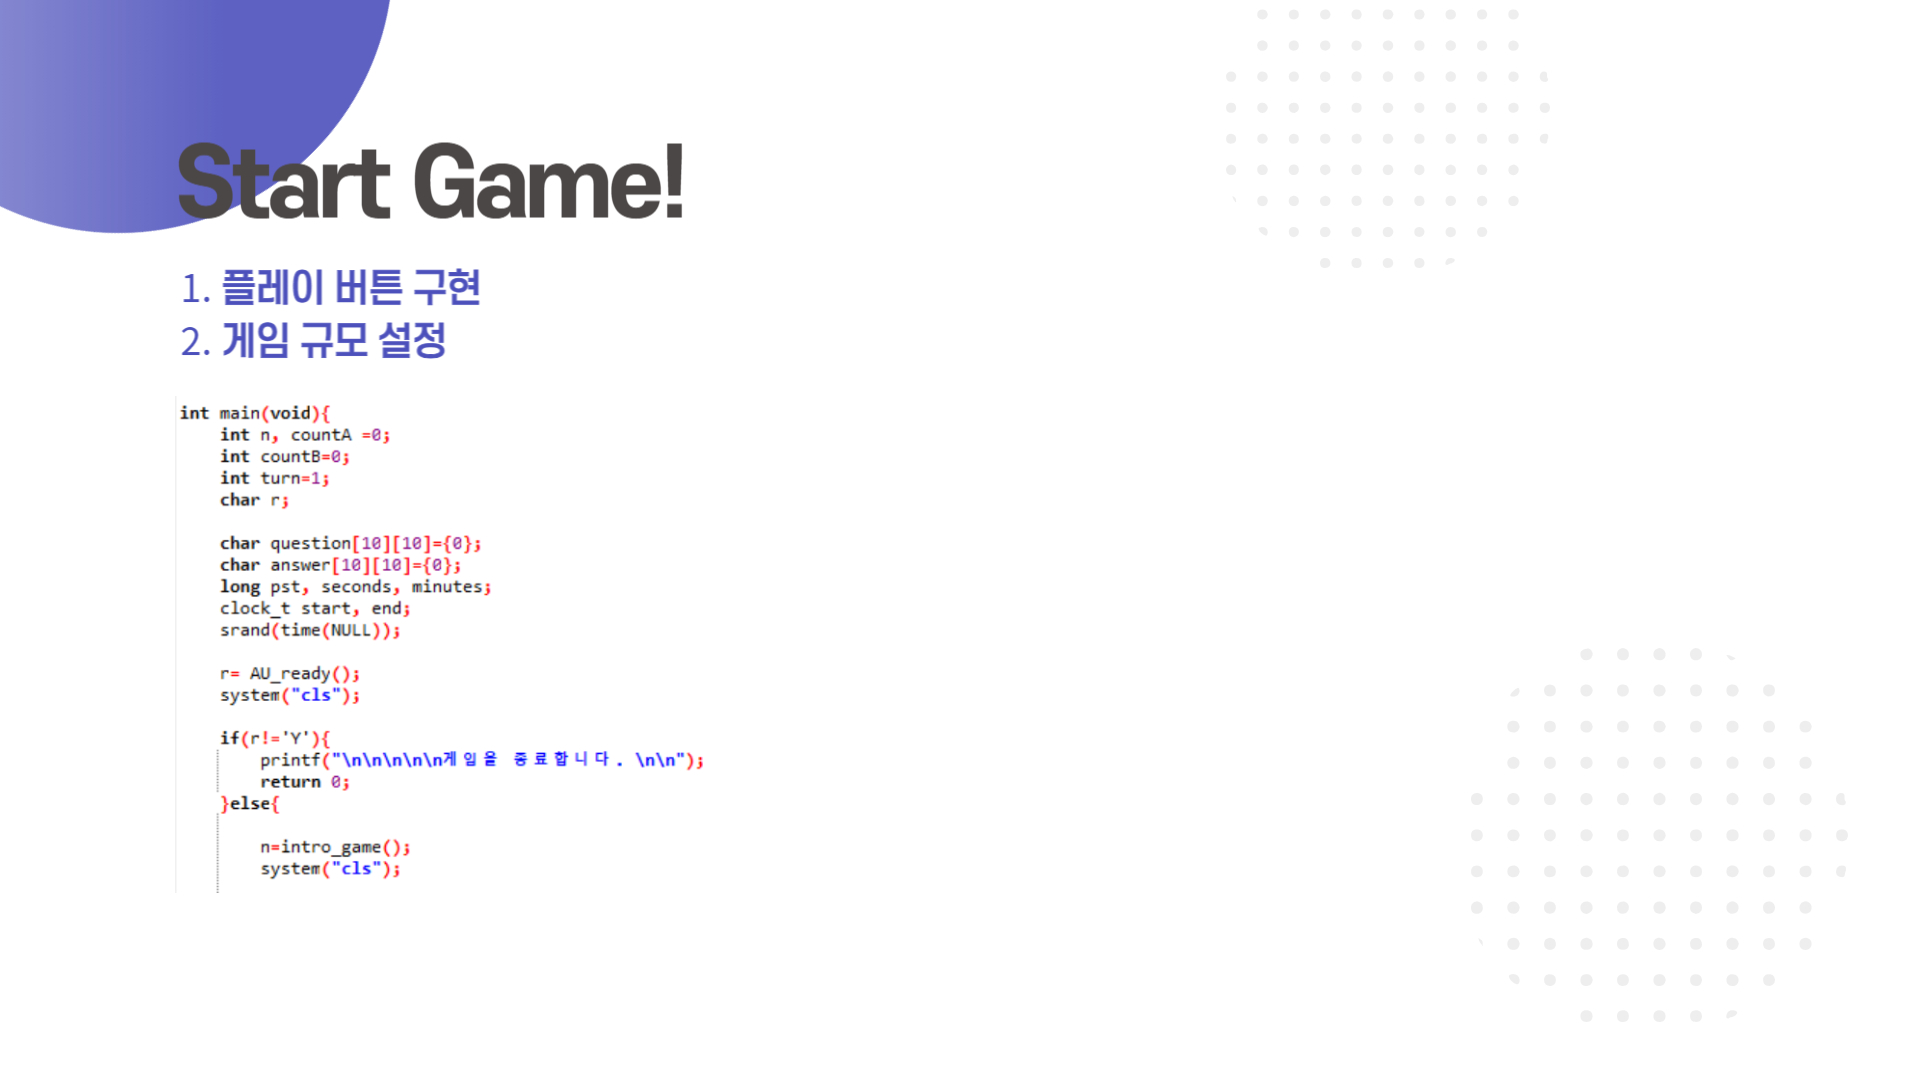 Start Game!
1. 플레이 버튼 구현
2. 게임 규모 설정
int main(void){
    int n, countA =0;
    int countB=0;
    int turn=1;
    char r;
    char question[10][10]={0};
    char answer[10][10]={0};
    long pst, seconds, minutes;
    clock_t start, end;
    srand(time(NULL));
    r= AU_ready();
    system("cls");
    if(r!='Y'){
        printf("\n\n\n\n\n게임을 종료합니다. \n\n");
        return 0;
    }else{
        n=intro_game();
        system("cls");